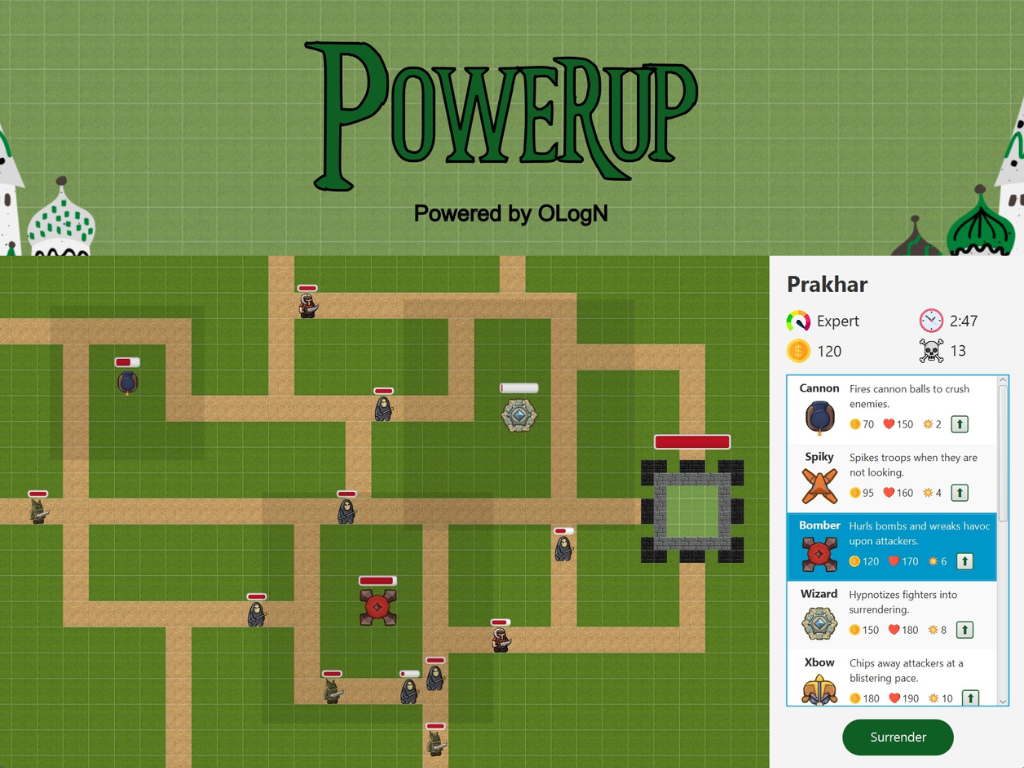 POWERUP
Powered by OLogN
Prakhar
Expert
2:47
120
13
Cannon
Fires cannon balls to crush
enemies.
70 150 2
Spiky
Spikes troops when they are
not looking.
95 160 4
Bomber
Hurls bombs and wreaks havoc
upon attackers.
120 170 6
Wizard
Hypnotizes fighters into
surrendering.
150 180 8
Xbow
Chips away attackers at a
blistering pace.
180 190 10
Surrender